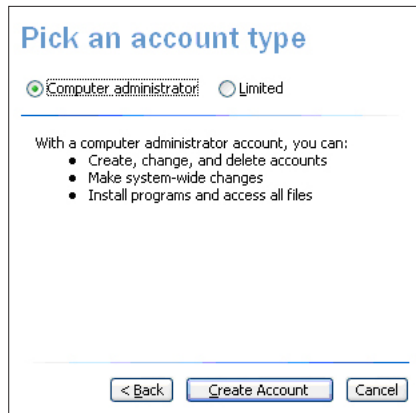 Pick an account type
Computer administrator Limited
With a computer administrator account, you can:
● Create, change, and delete accounts
● Make system-wide changes
● Install programs and access all files
< Back Create Account Cancel